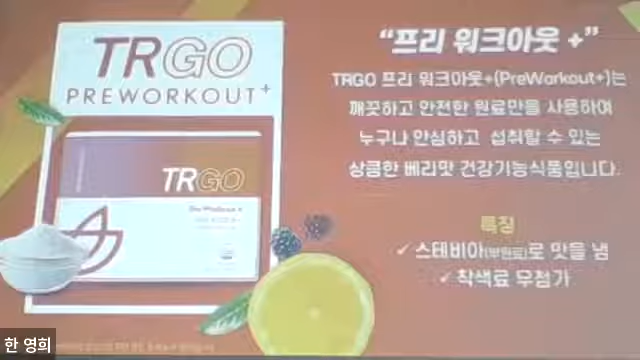 TRGO
PREWORKOUT+
TRGO
"프리 워크아웃 +"
TRGO 프리 워크아웃+(PreWorkout+)는
깨끗하고 안전한 원료만을 사용하여
누구나 안심하고 섭취할 수 있는
상큼한 베리맛 건강기능식품입니다.
특징
✓ 스테비아(부원료)로 맛을 냄
✓ 착색료 무첨가
한 영희